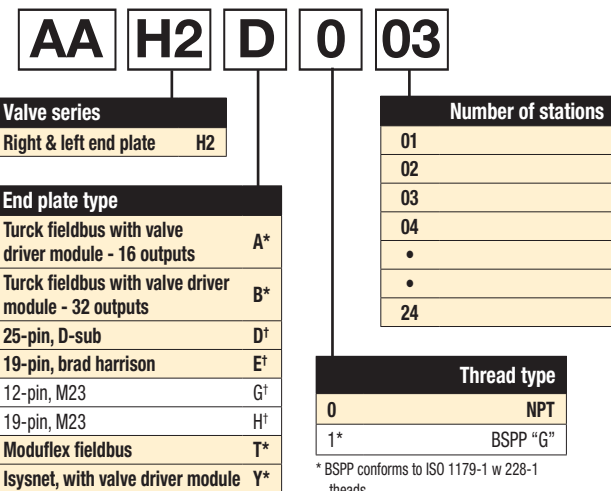 AA H2 D 0 03
Valve series
Right & left end plate H2
End plate type
Turck fieldbus with valve
driver module - 16 outputs A*
Turck fieldbus with valve driver
module - 32 outputs B*
25-pin, D-sub D†
19-pin, brad harrison E†
12-pin, M23 G†
19-pin, M23 H†
Moduflex fieldbus T*
Isysnet, with valve driver module Y*
Number of stations
01
02
03
04
•
•
24
Thread type
0 NPT
1* BSPP “G”
* BSPP conforms to ISO 1179-1 w 228-1
theads